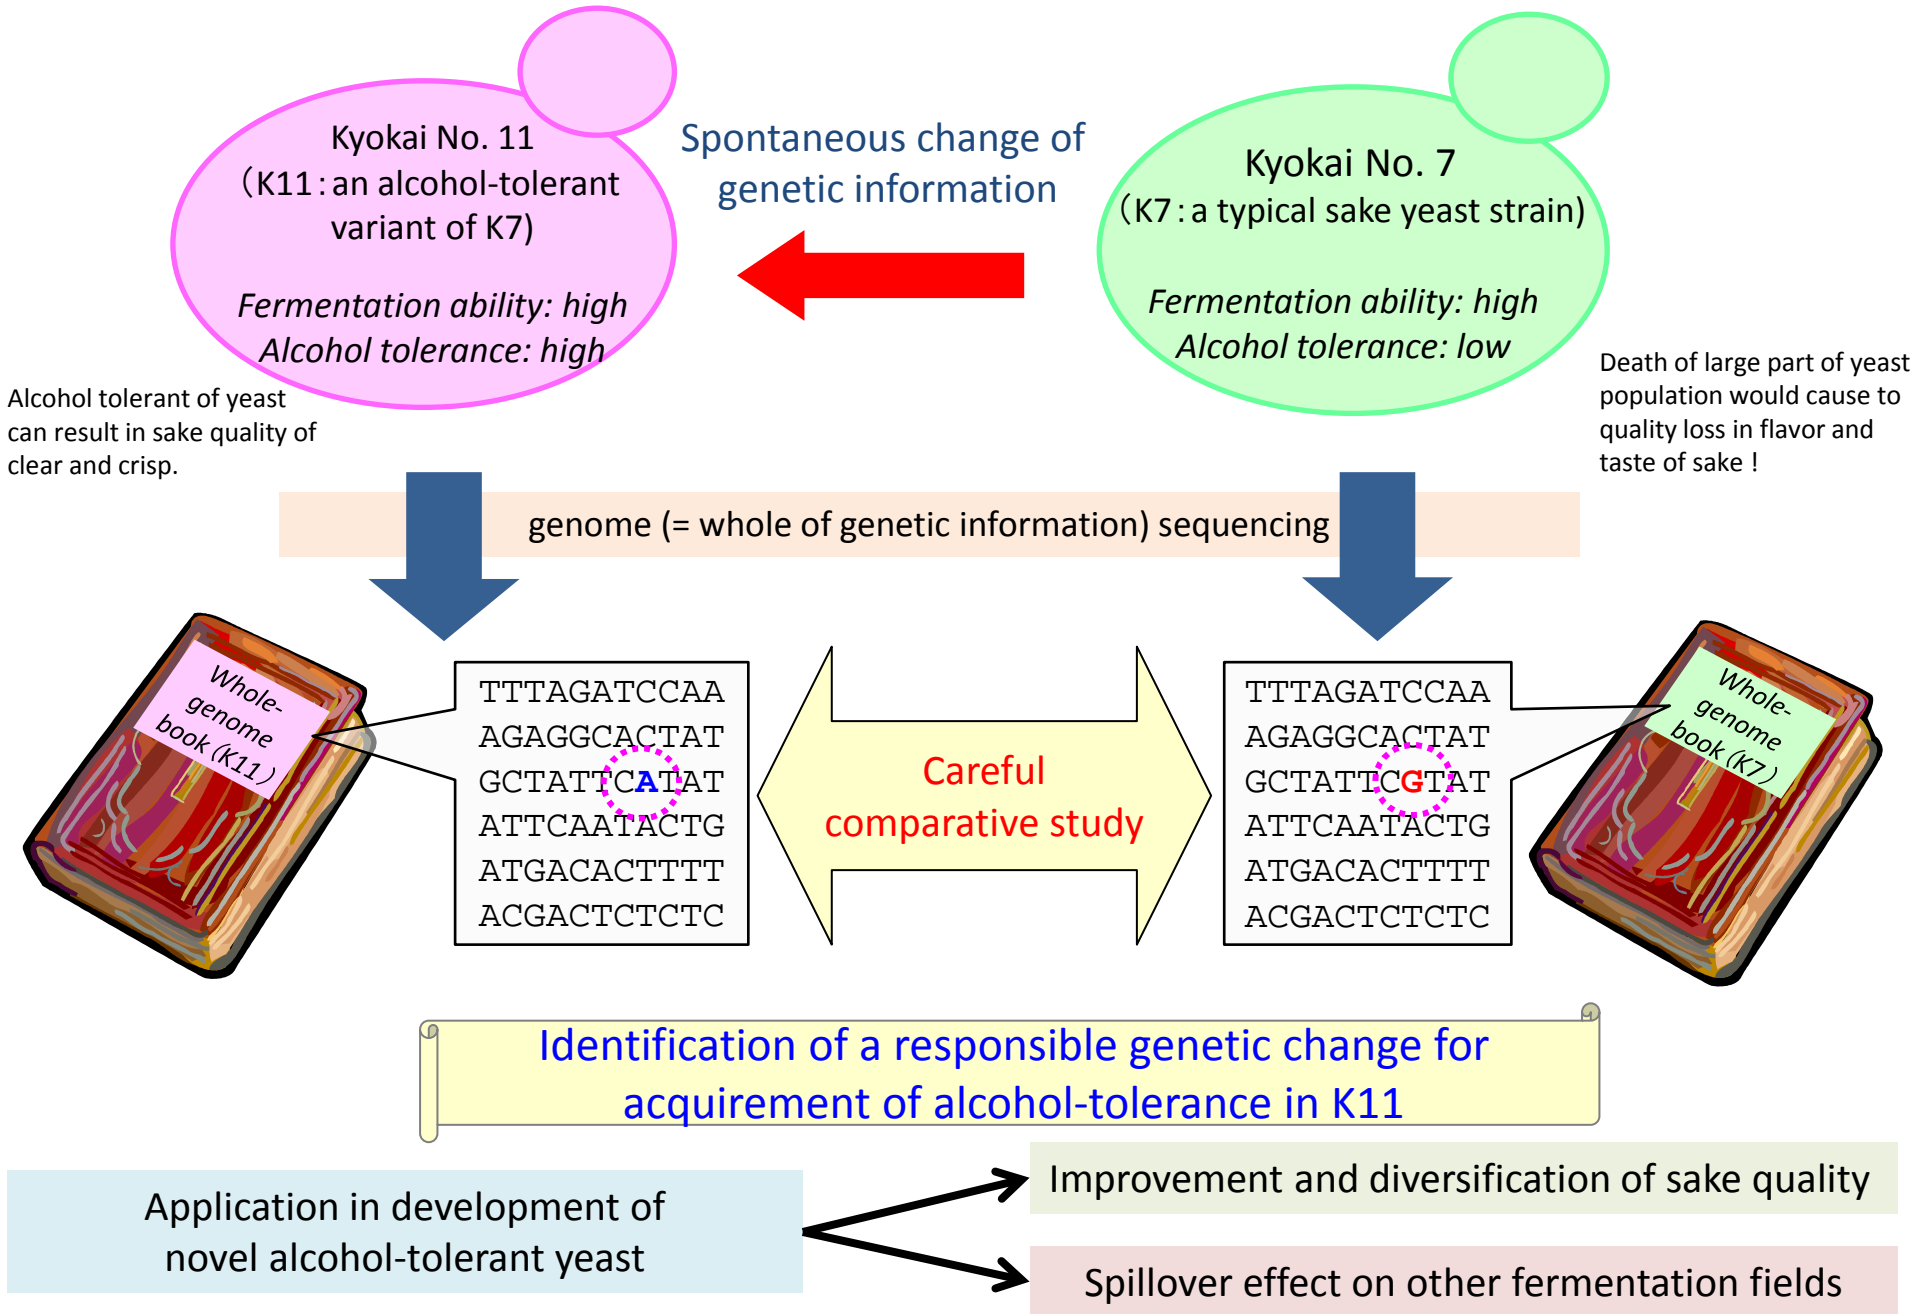 Kyokai No. 11
（K11：an alcohol-tolerant
variant of K7)
Fermentation ability: high
Alcohol tolerance: high
Spontaneous change of
genetic information
Kyokai No. 7
（K7：a typical sake yeast strain)
Fermentation ability: high
Alcohol tolerance: low
Alcohol tolerant of yeast
can result in sake quality of
clear and crisp.
Death of large part of yeast
population would cause to
quality loss in flavor and
taste of sake !
genome (= whole of genetic information) sequencing
Whole-
genome
book (K11）
TTTAGATCCAA
AGAGGCACTAT
GCTATTCATAT
ATTCAATACTG
ATGACACTTTT
ACGACTCTCTC
Careful
comparative study
TTTAGATCCAA
AGAGGCACTAT
GCTATTCGTAT
ATTCAATACTG
ATGACACTTTT
ACGACTCTCTC
Whole-
genome
book (K7）
Identification of a responsible genetic change for
acquirement of alcohol-tolerance in K11
Application in development of
novel alcohol-tolerant yeast
Improvement and diversification of sake quality
Spillover effect on other fermentation fields